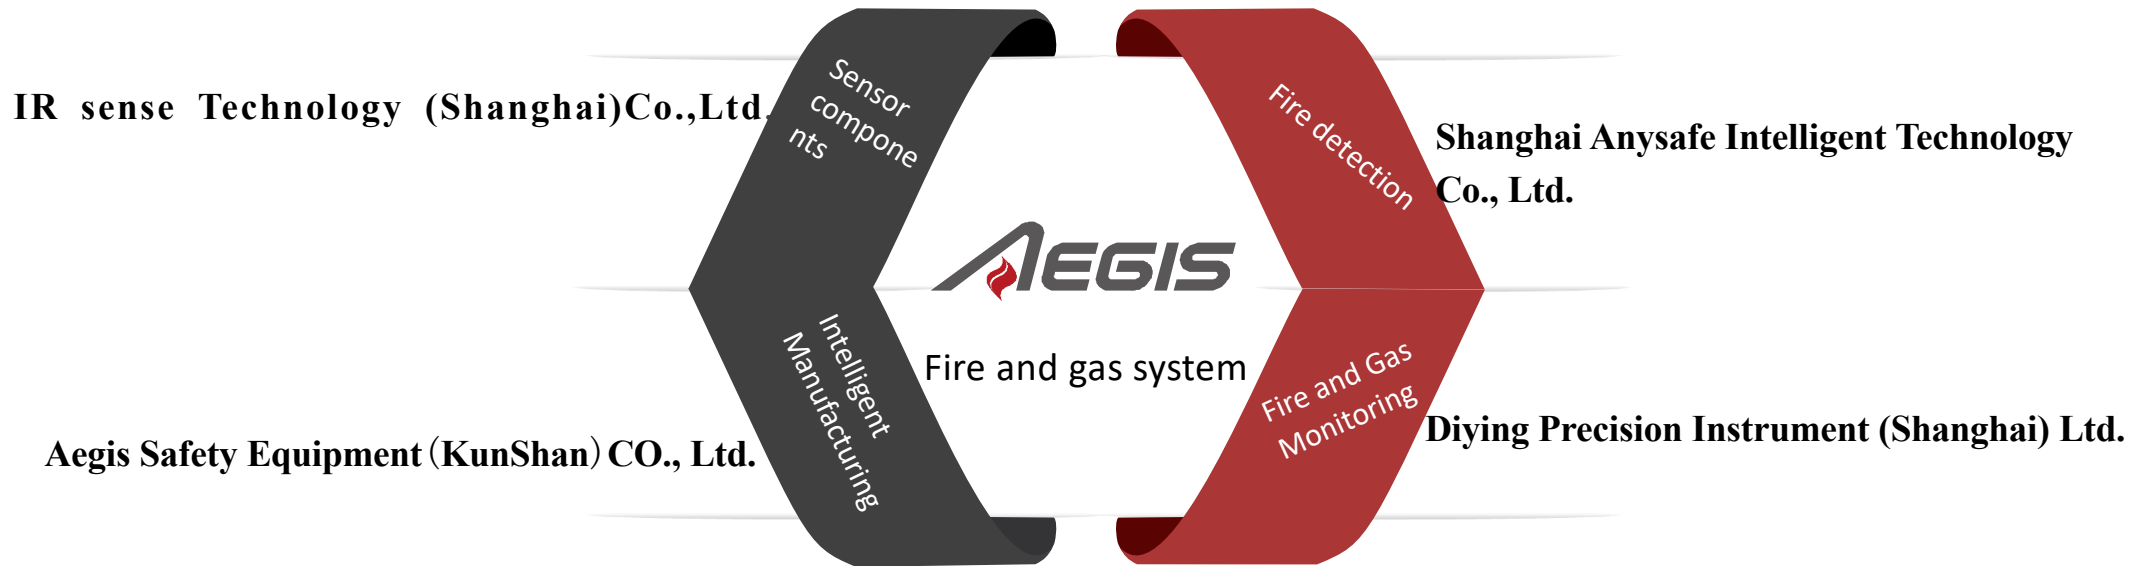 IR sense Technology (Shanghai)Co.,Ltd.
Sensor
compone
nts
Fire detection
Shanghai Anysafe Intelligent Technology
Co., Ltd.
AEGIS
Fire and gas system
Intelligent
Manufacturing
Aegis Safety Equipment（KunShan）CO., Ltd.
Fire and Gas
Monitoring
Diying Precision Instrument (Shanghai) Ltd.